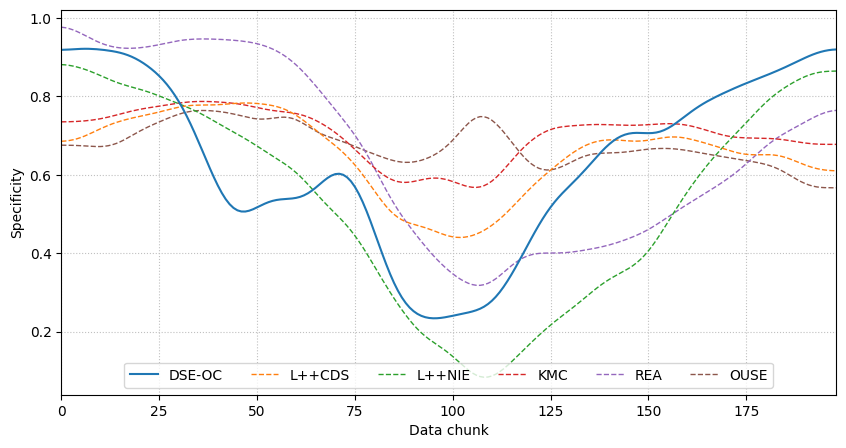 1.0
0.8
0.6
0.4
0.2
Specificity
DSE-OC L++CDS L++NIE KMC REA OUSE
0 25 50 75 100 125 150 175
Data chunk